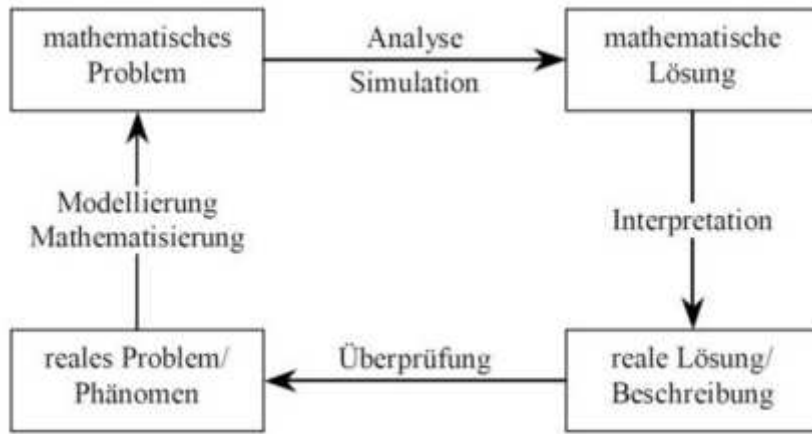 mathematisches
Problem
Analyse
Simulation
mathematische
Lösung
Modellierung
Mathematisierung
Interpretation
reales Problem/
Phänomen
Überprüfung
reale Lösung/
Beschreibung